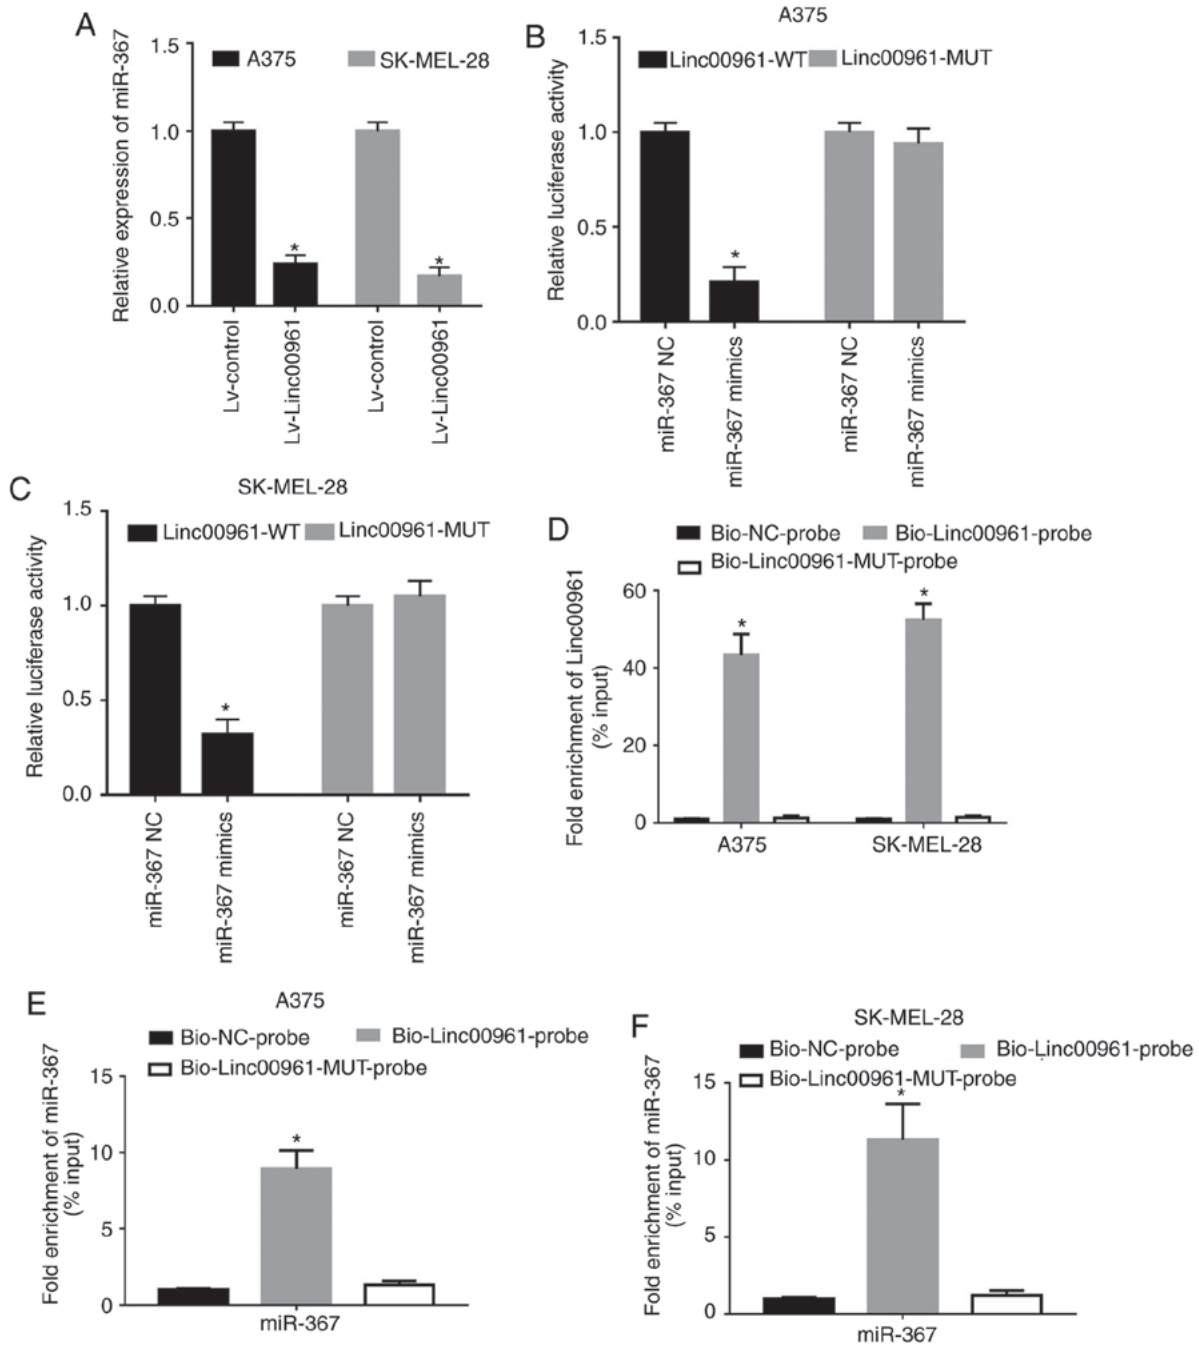 A
Relative expression of miR-367
1.5
1.0
0.5
0.0
A375
SK-MEL-28
*
*
Lv-control
Lv-Linc00961
Lv-control
Lv-Linc00961
B
A375
Relative luciferase activity
1.5
1.0
0.5
0.0
Linc00961-WT
Linc00961-MUT
*
miR-367 NC
miR-367 mimics
miR-367 NC
miR-367 mimics
C
SK-MEL-28
Relative luciferase activity
1.5
1.0
0.5
0.0
Linc00961-WT
Linc00961-MUT
*
miR-367 NC
miR-367 mimics
miR-367 NC
miR-367 mimics
D
Bio-NC-probe
Bio-Linc00961-probe
Bio-Linc00961-MUT-probe
Fold enrichment of Linc00961
(% input)
60
40
20
0
*
*
A375
SK-MEL-28
E
A375
Bio-NC-probe
Bio-Linc00961-probe
Bio-Linc00961-MUT-probe
Fold enrichment of miR-367
(% input)
15
10
5
0
*
miR-367
F
SK-MEL-28
Bio-NC-probe
Bio-Linc00961-probe
Bio-Linc00961-MUT-probe
Fold enrichment of miR-367
(% input)
15
10
5
0
*
miR-367